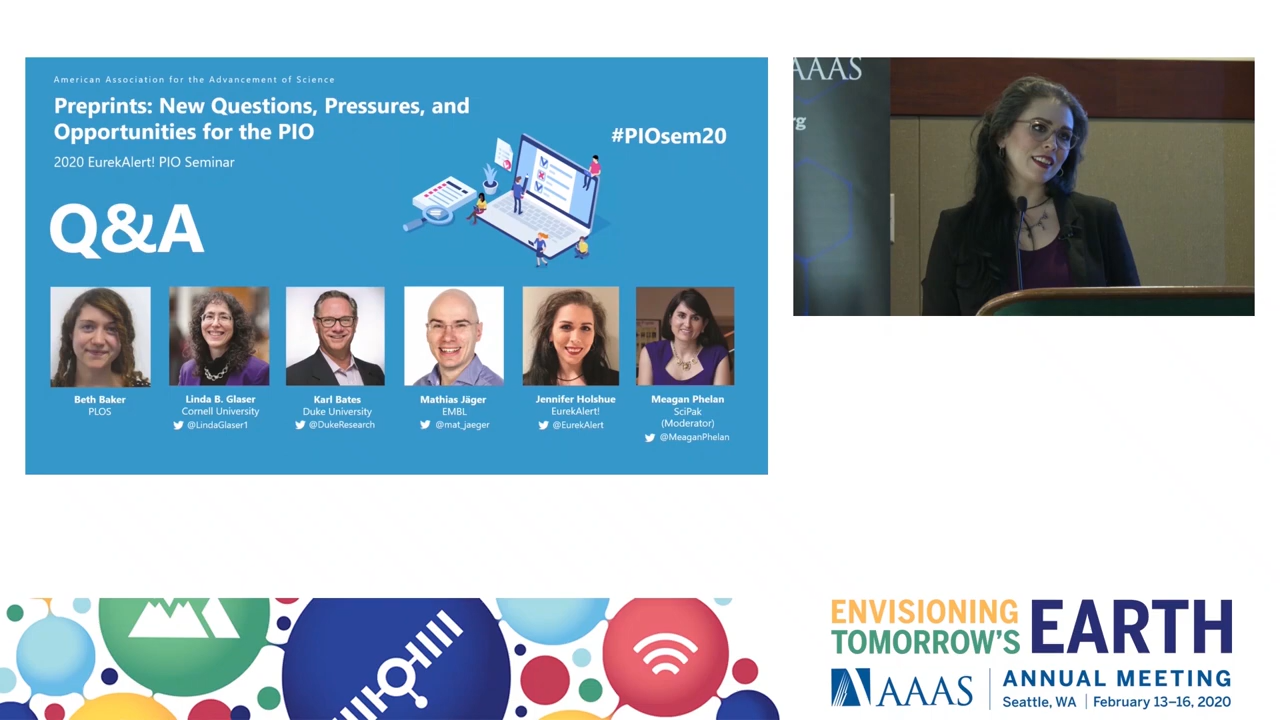 American Association for the Advancement of Science
Preprints: New Questions, Pressures, and
Opportunities for the PIO
#PIOsem20
2020 EurekAlert! PIO Seminar
Q&A
Beth Baker
PLOS
Linda B. Glaser
Cornell University
@LindaGlaser1
Karl Bates
Duke University
@DukeResearch
Mathias Jäger
EMBL
@mat_jaeger
Jennifer Holshue
EurekAlert!
@EurekAlert
Meagan Phelan
SciPak
(Moderator)
@MeaganPhelan
AAAS
rg
ENVISIONING
TOMORROW'S
EARTH
AAAS
ANNUAL MEETING
Seattle, WA | February 13–16, 2020